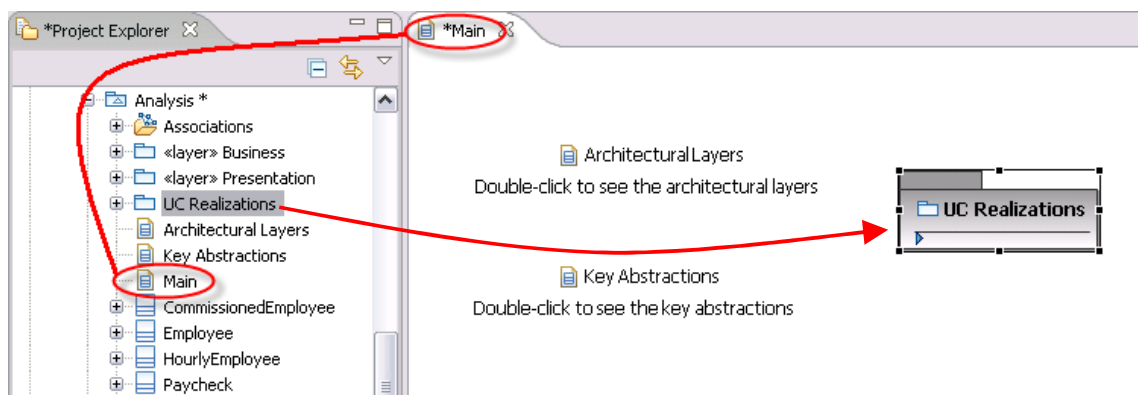 *Project Explorer
*Main
Analysis *
Associations
«layer» Business
«layer» Presentation
UC Realizations
Architectural Layers
Key Abstractions
Main
CommissionedEmployee
Employee
HourlyEmployee
Paycheck
Architectural Layers
Double-click to see the architectural layers
UC Realizations
Key Abstractions
Double-click to see the key abstractions